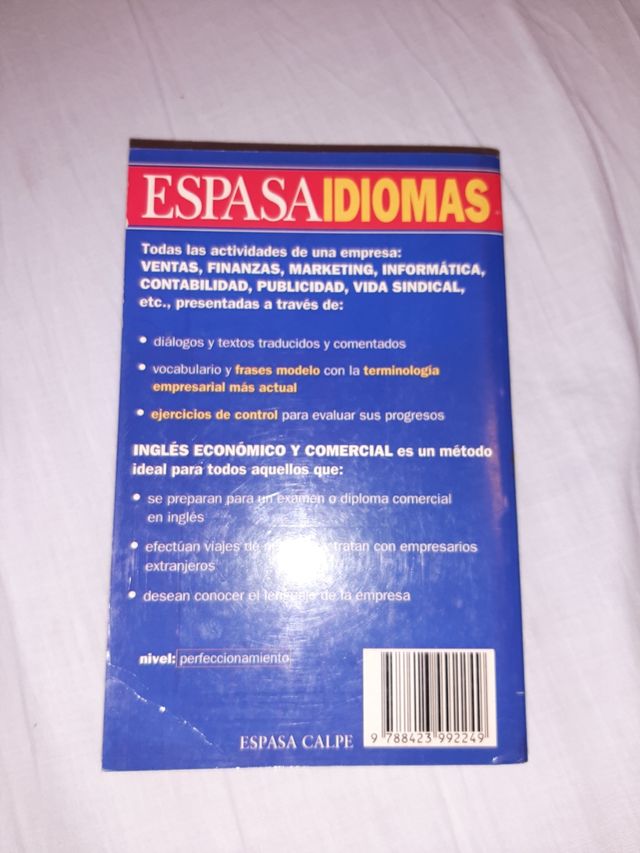 ESPASA IDIOMAS
Todas las actividades de una empresa:
VENTAS, FINANZAS, MARKETING, INFORMÁTICA,
CONTABILIDAD, PUBLICIDAD, VIDA SINDICAL,
etc., presentadas a través de:
• diálogos y textos traducidos y comentados
• vocabulario y frases modelo con la terminología
empresarial más actual
• ejercicios de control para evaluar sus progresos
INGLÉS ECONÓMICO Y COMERCIAL es un método
ideal para todos aquellos que:
• se preparan para un examen o diploma comercial
en inglés
• efectúan viajes de tratan con empresarios
extranjeros
• desean conocer el lenguaje de la empresa
nivel: perfeccionamiento
ESPASA CALPE
9 788423 992249